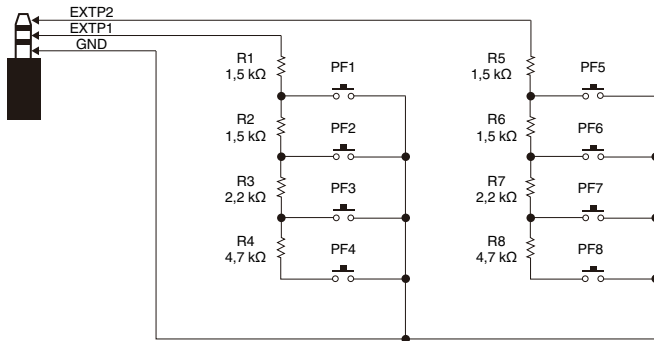 EXTP2
EXTP1
GND
R1
1,5 kΩ
PF1
R5
1,5 kΩ
PF5
R2
1,5 kΩ
PF2
R6
1,5 kΩ
PF6
R3
2,2 kΩ
PF3
R7
2,2 kΩ
PF7
R4
4,7 kΩ
PF4
R8
4,7 kΩ
PF8